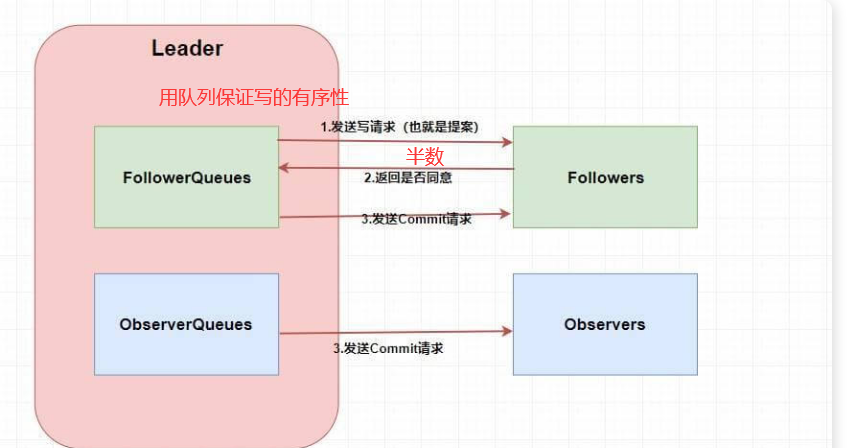 Leader
用队列保证写的有序性
1.发送写请求（也就是提案）
半数
FollowerQueues
2.返回是否同意
Followers
3.发送Commit请求
ObserverQueues
Observers
3.发送Commit请求